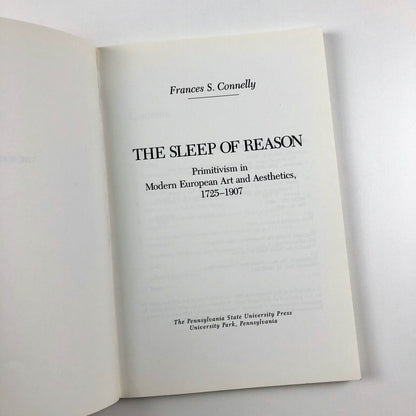 Frances S. Connelly
THE SLEEP OF REASON
Primitivism in
Modern European Art and Aesthetics,
1725–1907
The Pennsylvania State University Press
University Park, Pennsylvania